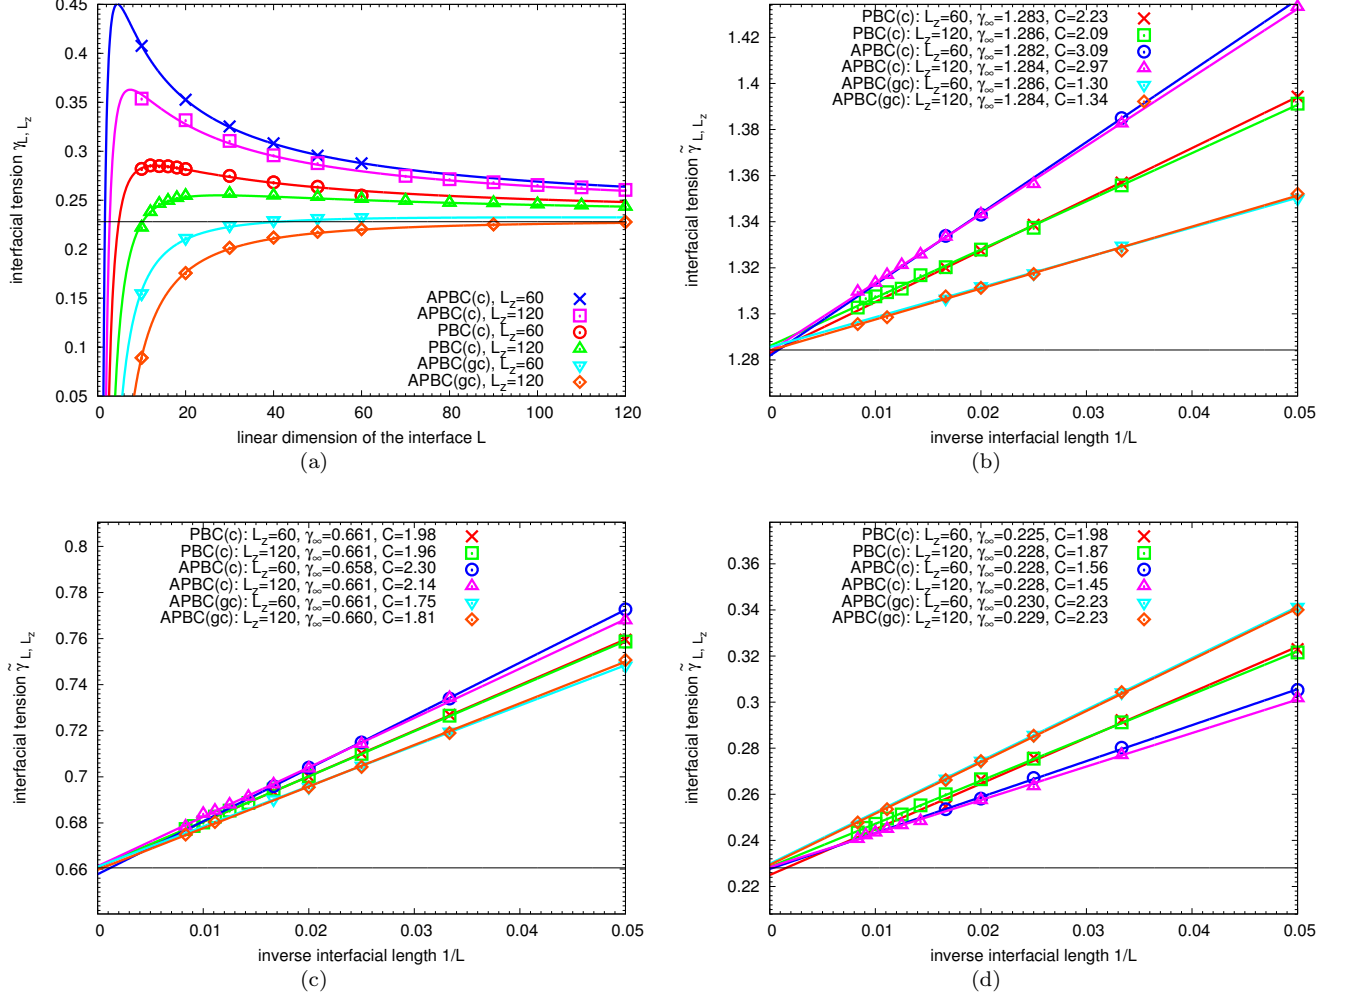 0.45
0.4
0.35
0.3
0.25
0.2
0.15
0.1
0.05
0 20 40 60 80 100 120
interfacial tension γL, Lz
linear dimension of the interface L
APBC(c), Lz=60
APBC(c), Lz=120
PBC(c), Lz=60
PBC(c), Lz=120
APBC(gc), Lz=60
APBC(gc), Lz=120
(a)
PBC(c): Lz=60, γ∞=1.283, C=2.23
PBC(c): Lz=120, γ∞=1.286, C=2.09
APBC(c): Lz=60, γ∞=1.282, C=3.09
APBC(c): Lz=120, γ∞=1.284, C=2.97
APBC(gc): Lz=60, γ∞=1.286, C=1.30
APBC(gc): Lz=120, γ∞=1.284, C=1.34
1.42
1.4
1.38
1.36
1.34
1.32
1.3
1.28
0 0.01 0.02 0.03 0.04 0.05
interfacial tension γ̃L, Lz
inverse interfacial length 1/L
(b)
PBC(c): Lz=60, γ∞=0.661, C=1.98
PBC(c): Lz=120, γ∞=0.661, C=1.96
APBC(c): Lz=60, γ∞=0.658, C=2.30
APBC(c): Lz=120, γ∞=0.661, C=2.14
APBC(gc): Lz=60, γ∞=0.661, C=1.75
APBC(gc): Lz=120, γ∞=0.660, C=1.81
0.8
0.78
0.76
0.74
0.72
0.7
0.68
0.66
0 0.01 0.02 0.03 0.04 0.05
interfacial tension γ̃L, Lz
inverse interfacial length 1/L
(c)
PBC(c): Lz=60, γ∞=0.225, C=1.98
PBC(c): Lz=120, γ∞=0.228, C=1.87
APBC(c): Lz=60, γ∞=0.228, C=1.56
APBC(c): Lz=120, γ∞=0.228, C=1.45
APBC(gc): Lz=60, γ∞=0.230, C=2.23
APBC(gc): Lz=120, γ∞=0.229, C=2.23
0.36
0.34
0.32
0.3
0.28
0.26
0.24
0.22
0 0.01 0.02 0.03 0.04 0.05
interfacial tension γ̃L, Lz
inverse interfacial length 1/L
(d)